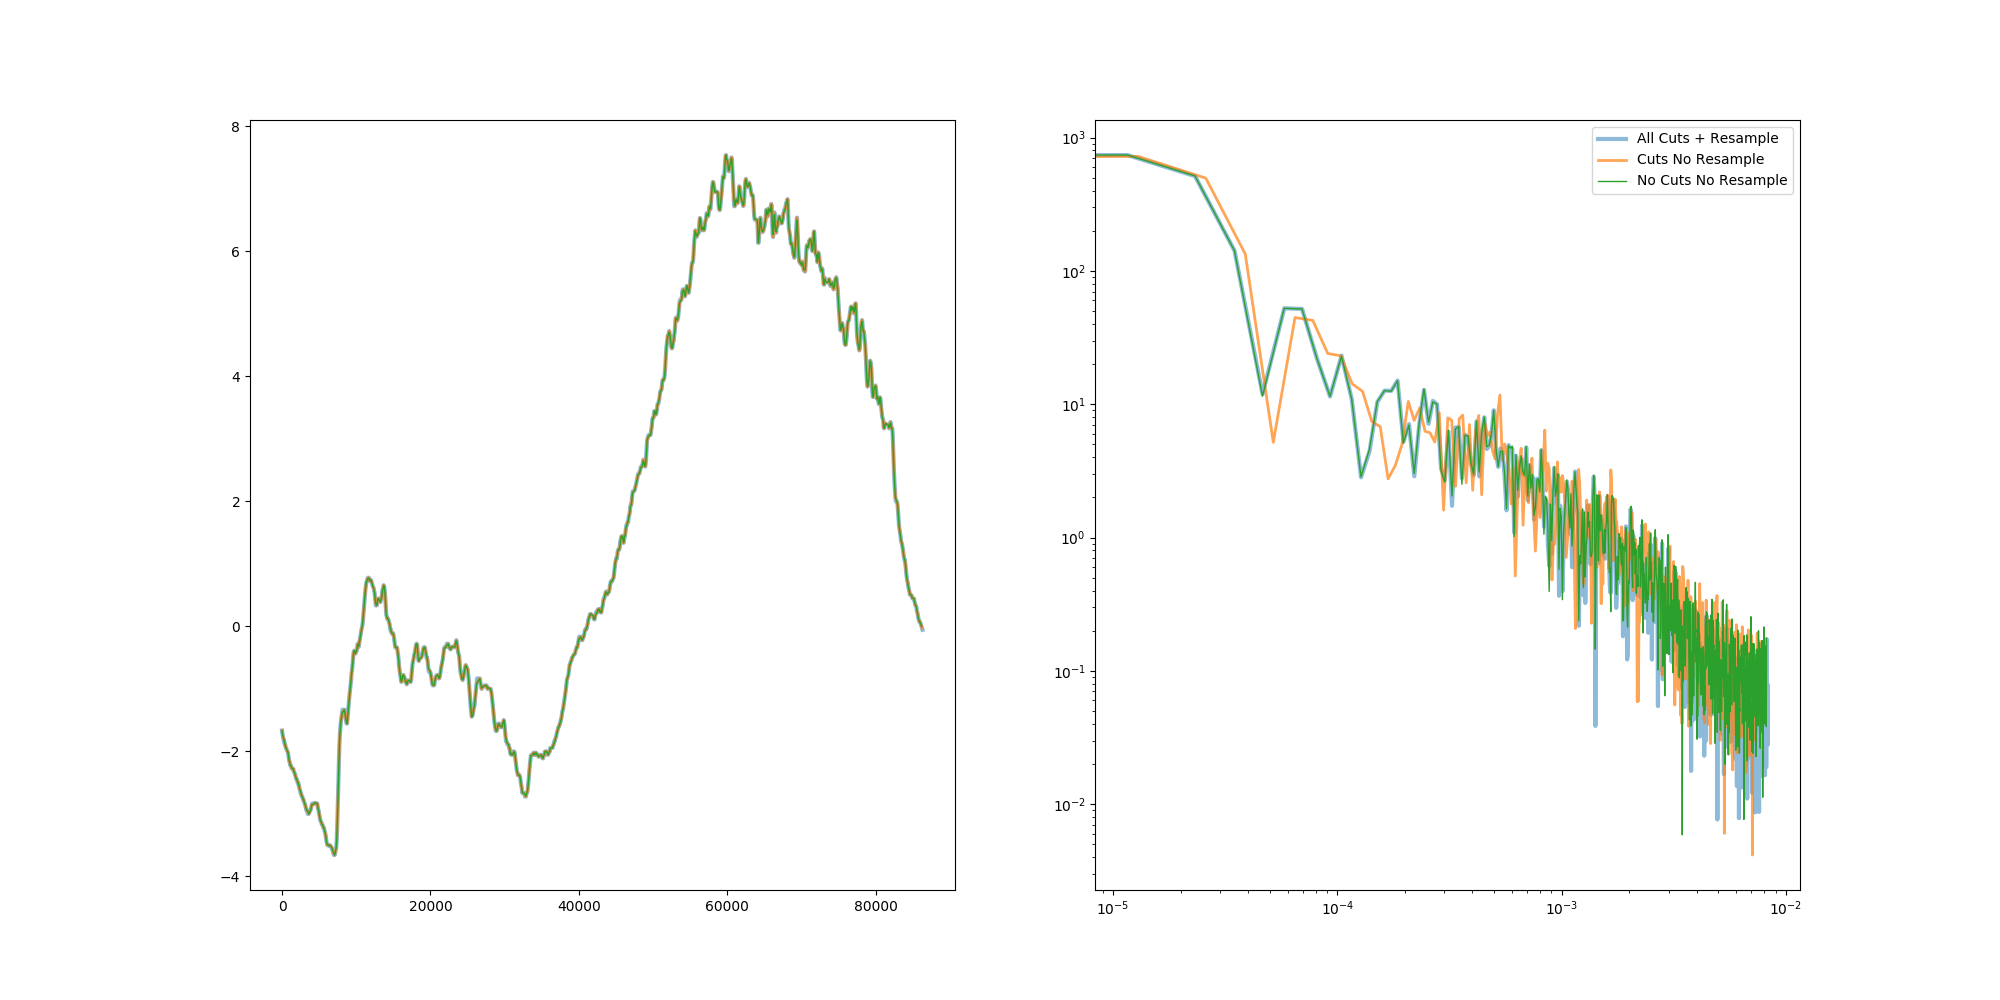 8
6
4
2
0
−2
−4
0 20000 40000 60000 80000
10³
10²
10¹
10⁰
10⁻¹
10⁻²
10⁻⁵ 10⁻⁴ 10⁻³ 10⁻²
All Cuts + Resample
Cuts No Resample
No Cuts No Resample